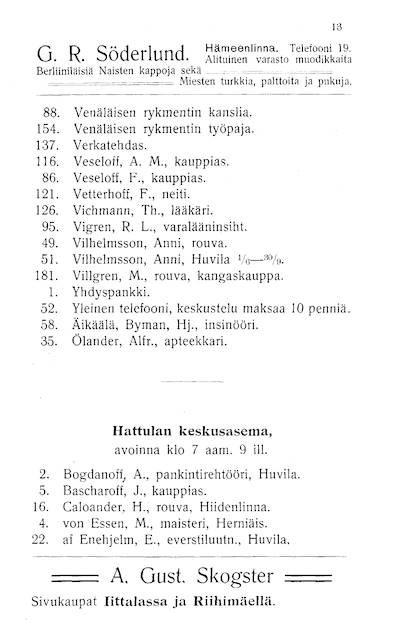 13
G. R. Söderlund. Hämeenlinna. Telefooni 19.
Alituinen varasto muodikkaita
Berliiniläisiä Naisten kappoja sekä
Miesten turkkia, palttoita ja pukuja.
88. Venäläisen rykmentin kanslia.
154. Venäläisen rykmentin työpaja.
137. Verkatehdas.
116. Veseloff, A. M., kauppias.
86. Veseloff, F., kauppias.
121. Vetterhoff, F., neiti.
126. Vichmann, Th., lääkäri.
95. Vigren, R. L., varalääninsiht.
49. Vilhelmsson, Anni, rouva.
51. Vilhelmsson, Anni, Huvila ¹/₆—³⁰/₉.
181. Villgren, M., rouva, kangaskauppa.
1. Yhdyspankki.
52. Yleinen telefooni, keskustelu maksaa 10 penniä.
58. Äikäälä, Byman, Hj., insinööri.
35. Ölander, Alfr., apteekkari.
Hattulan keskusasema,
avoinna klo 7 aam. 9 ill.
2. Bogdanoff, A., pankintirehtööri, Huvila.
5. Bascharoff, J., kauppias.
16. Caloander, H., rouva, Hiidenlinna.
4. von Essen, M., maisteri, Herniäis.
22. af Enehjelm, E., everstiluutn., Huvila.
A. Gust. Skogster
Sivukaupat Iittalassa ja Riihimäellä.